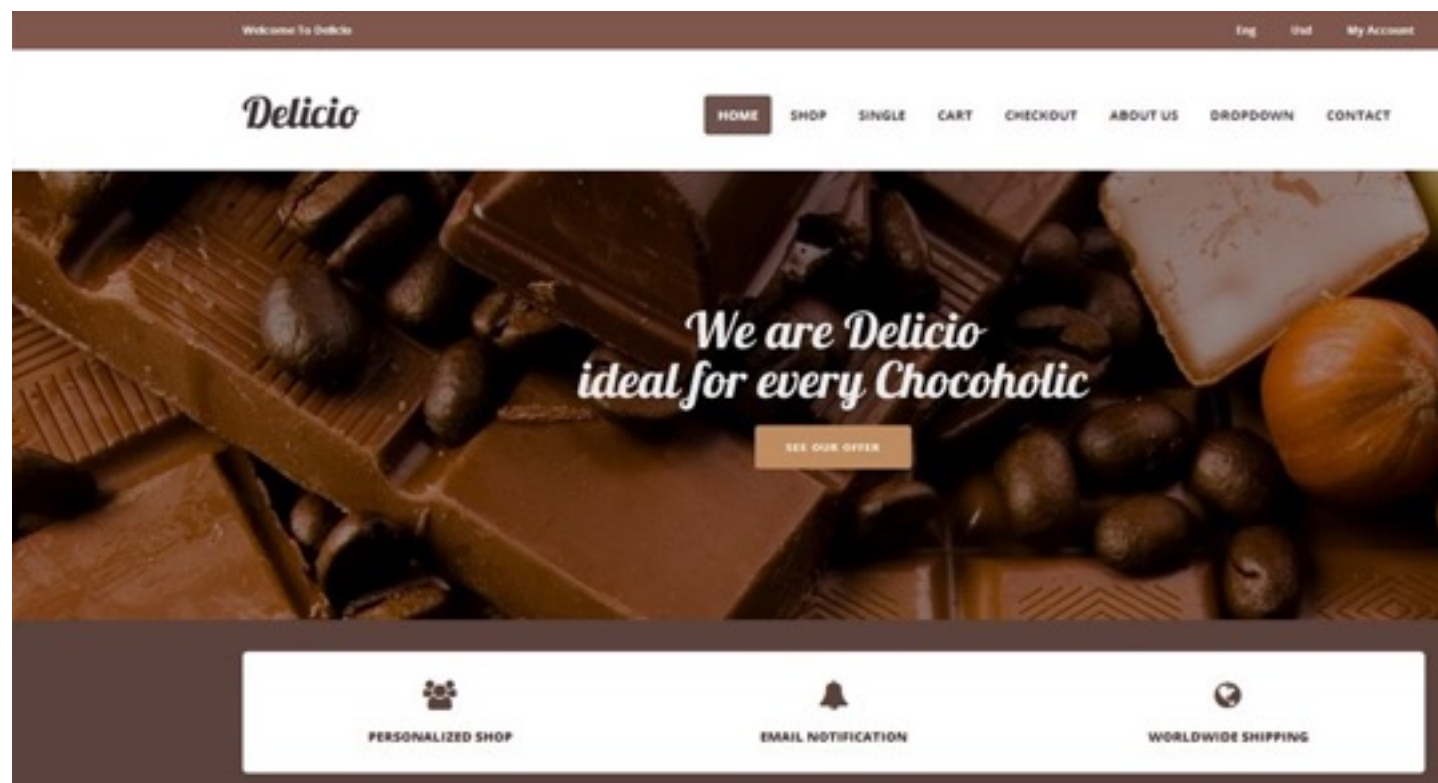 Welcome To Delicio
Eng Usd My Account
Delicio
HOME SHOP SINGLE CART CHECKOUT ABOUT US DROPDOWN CONTACT
We are Delicio
ideal for every Chocoholic
SEE OUR OFFER
PERSONALIZED SHOP
EMAIL NOTIFICATION
WORLDWIDE SHIPPING